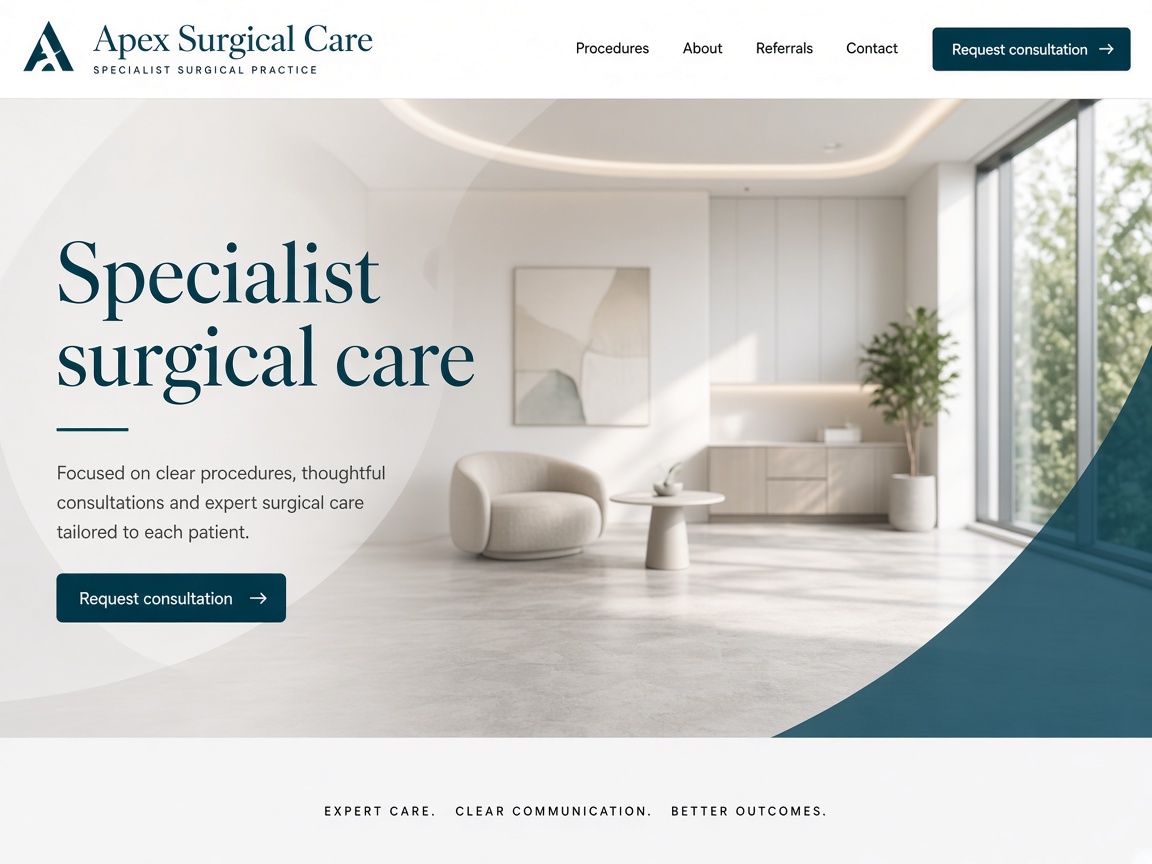 Apex Surgical Care
SPECIALIST SURGICAL PRACTICE
Procedures
About
Referrals
Contact
Request consultation
Specialist
surgical care
Focused on clear procedures, thoughtful
consultations and expert surgical care
tailored to each patient.
Request consultation
EXPERT CARE. CLEAR COMMUNICATION. BETTER OUTCOMES.